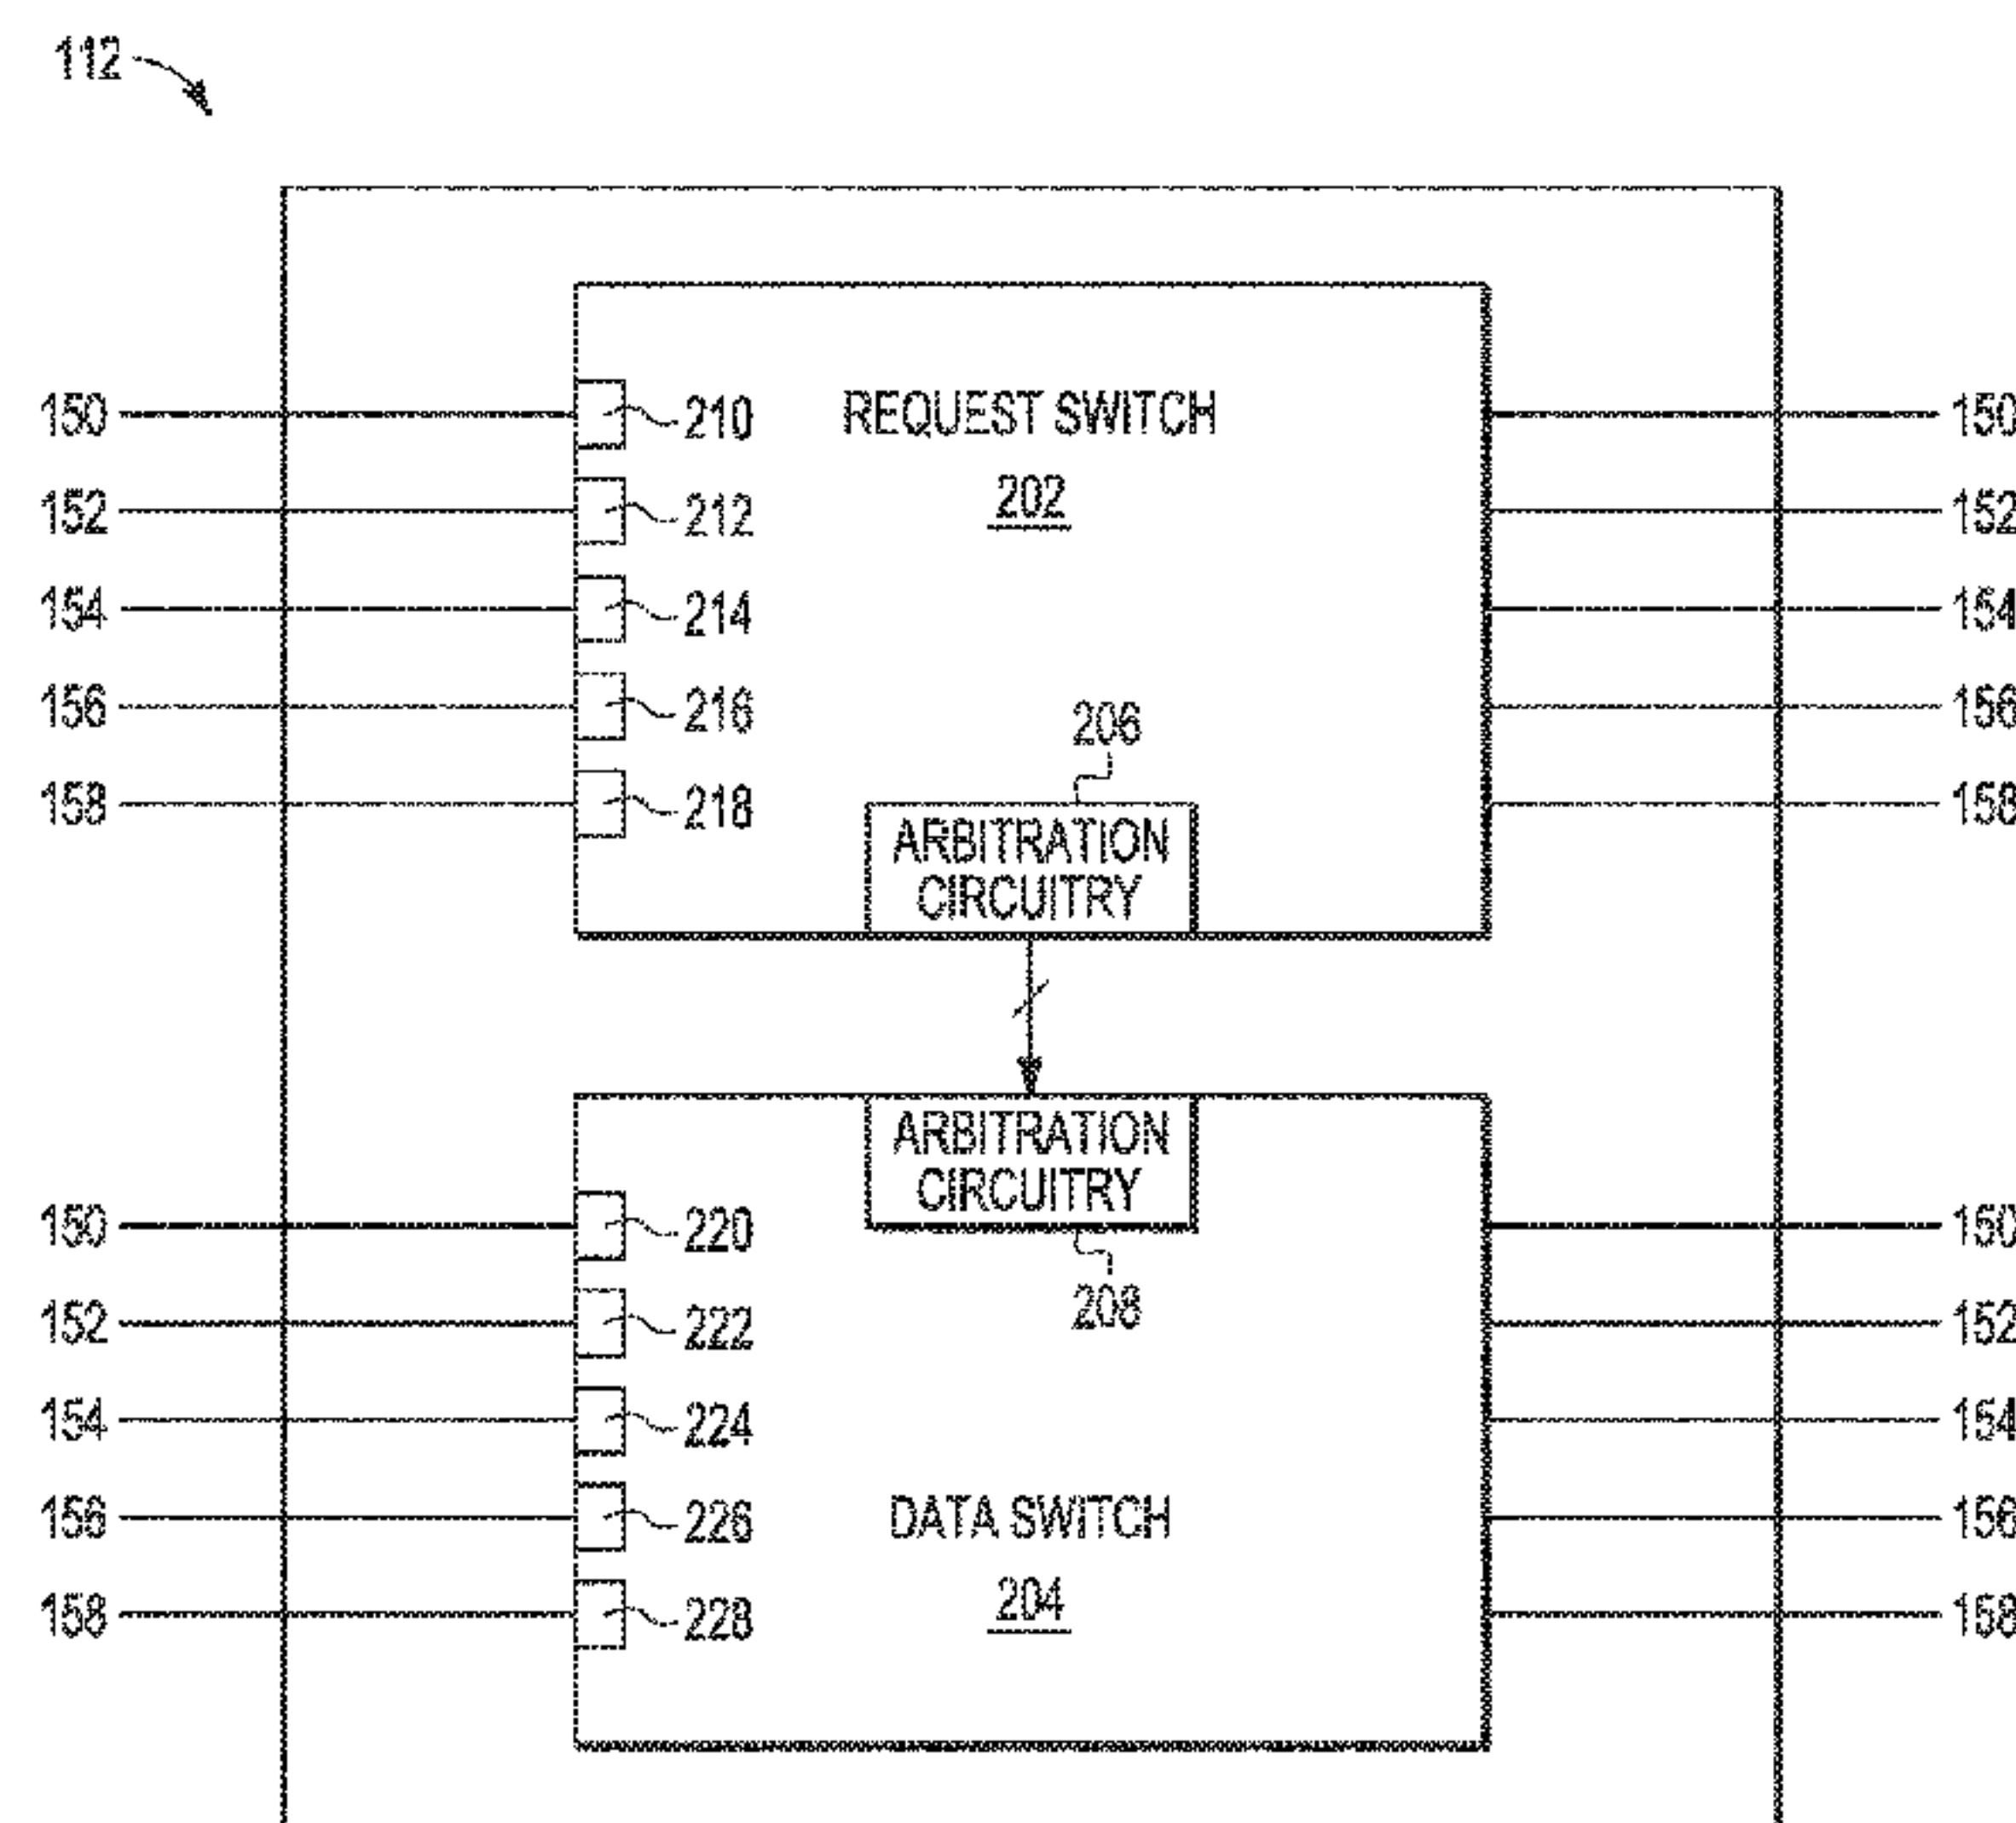 112
150 210 REQUEST SWITCH 150
152 212 202 152
154 214 154
156 216 206 156
158 218 158
ARBITRATION
CIRCUITRY
ARBITRATION
CIRCUITRY
150 220 150
152 222 208 152
154 224 154
156 226 DATA SWITCH 156
158 228 204 158